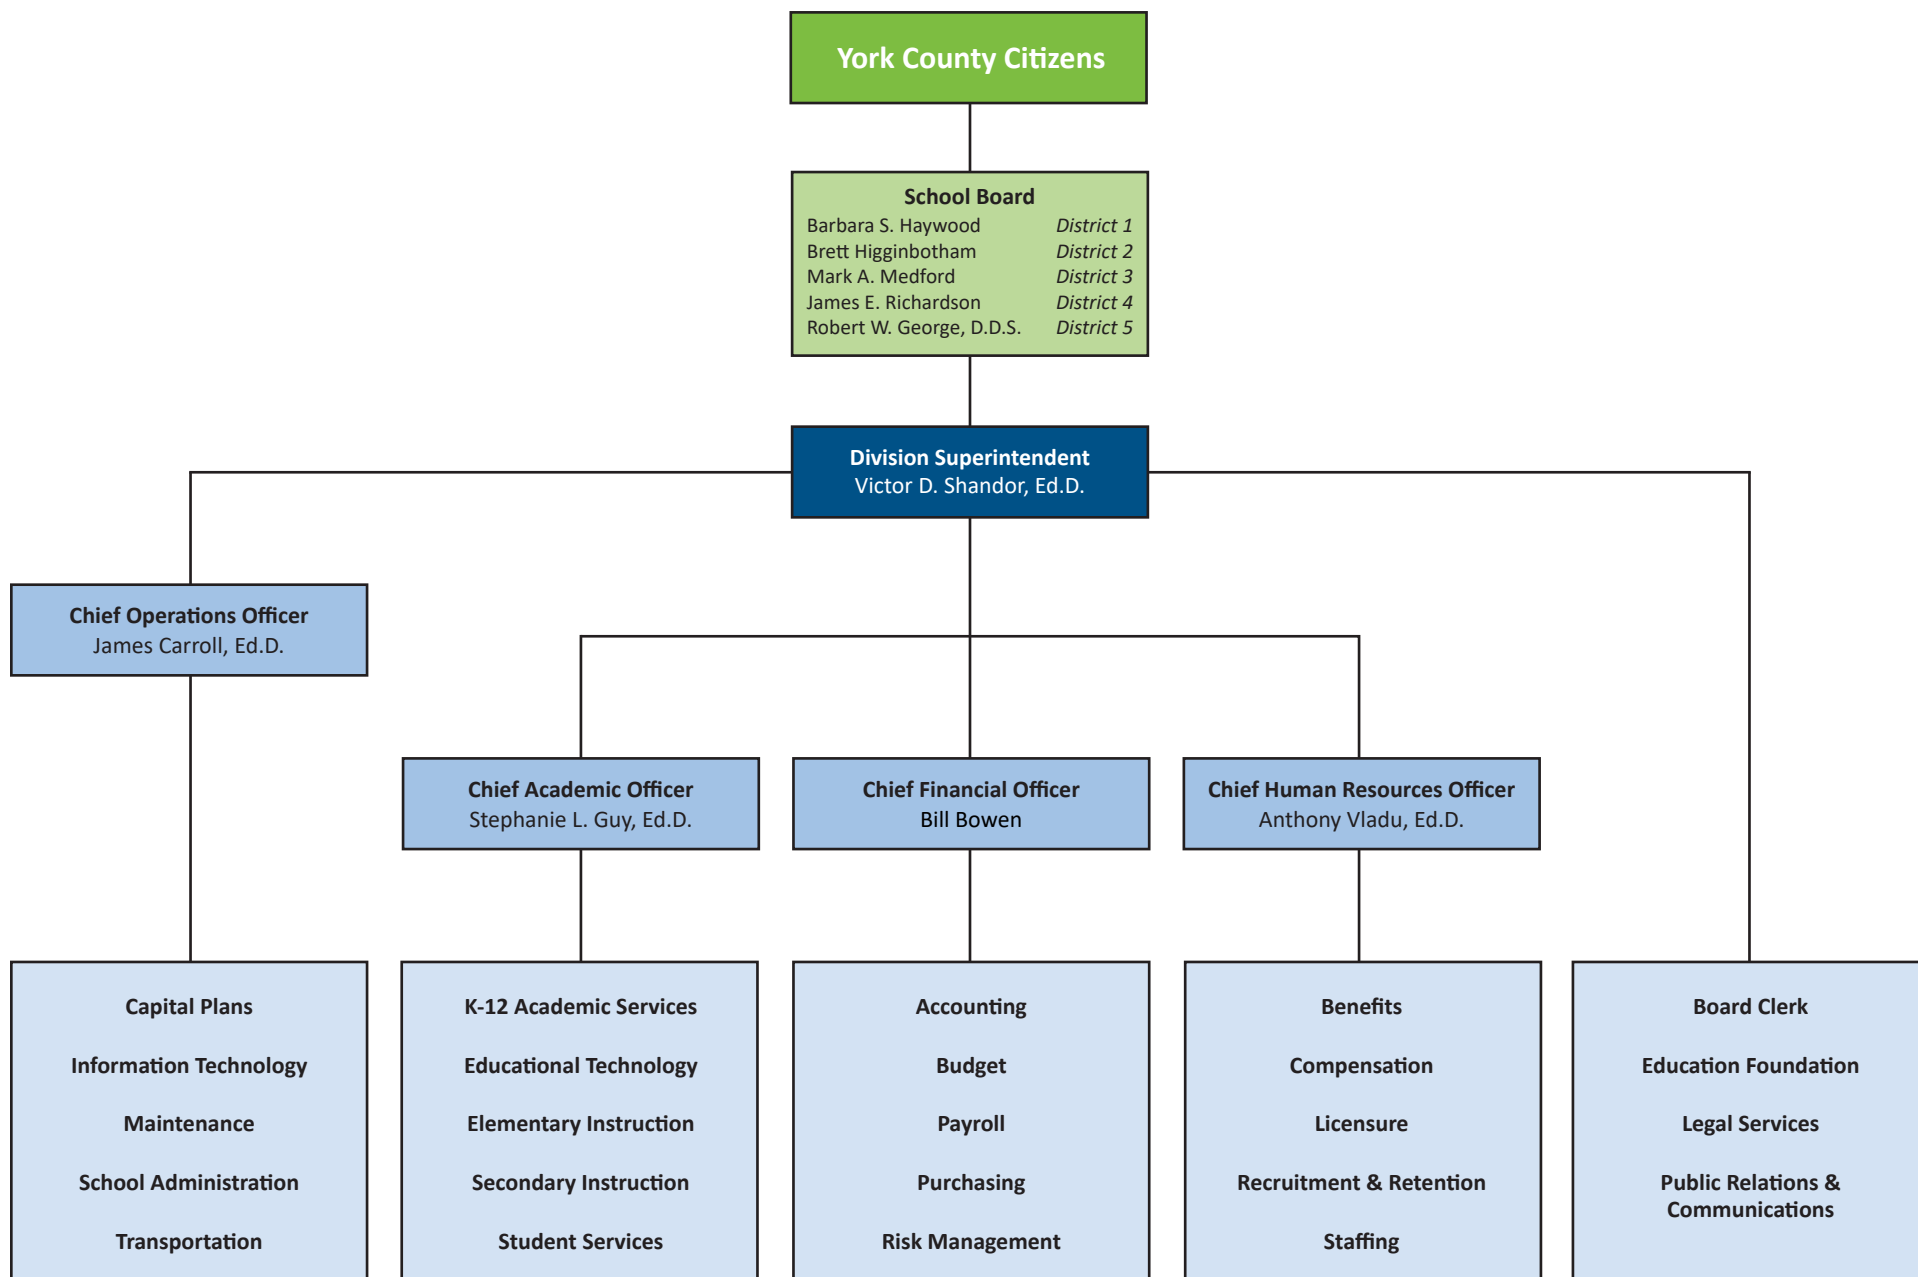 York County Citizens
School Board
Barbara S. Haywood District 1
Brett Higginbotham District 2
Mark A. Medford District 3
James E. Richardson District 4
Robert W. George, D.D.S. District 5
Division Superintendent
Victor D. Shandor, Ed.D.
Chief Operations Officer
James Carroll, Ed.D.
Chief Academic Officer
Stephanie L. Guy, Ed.D.
Chief Financial Officer
Bill Bowen
Chief Human Resources Officer
Anthony Vladu, Ed.D.
Capital Plans
Information Technology
Maintenance
School Administration
Transportation
K-12 Academic Services
Educational Technology
Elementary Instruction
Secondary Instruction
Student Services
Accounting
Budget
Payroll
Purchasing
Risk Management
Benefits
Compensation
Licensure
Recruitment & Retention
Staffing
Board Clerk
Education Foundation
Legal Services
Public Relations &
Communications